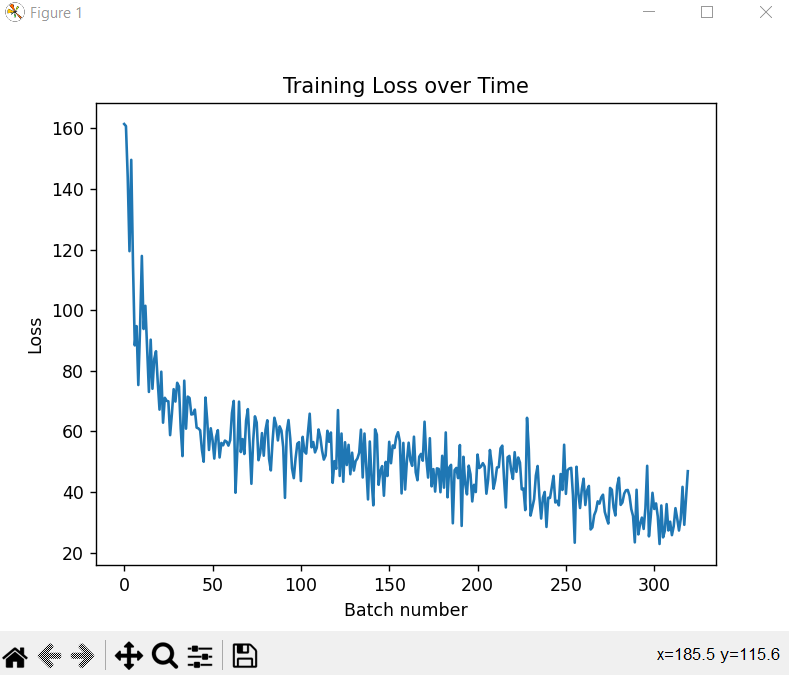 Figure 1
Training Loss over Time
160
140
120
100
80
60
40
20
Loss
0 50 100 150 200 250 300
Batch number
x=185.5 y=115.6